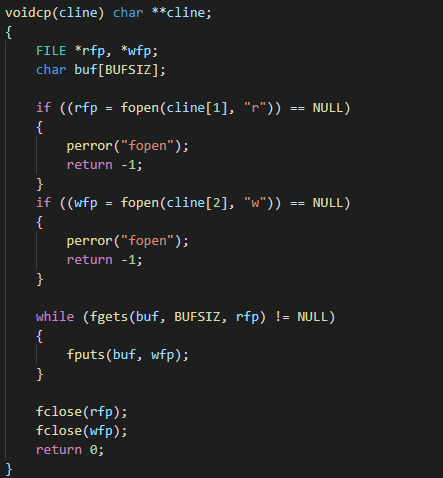 voidcp(cline) char **cline;
{
    FILE *rfp, *wfp;
    char buf[BUFSIZ];

    if ((rfp = fopen(cline[1], "r")) == NULL)
    {
        perror("fopen");
        return -1;
    }
    if ((wfp = fopen(cline[2], "w")) == NULL)
    {
        perror("fopen");
        return -1;
    }

    while (fgets(buf, BUFSIZ, rfp) != NULL)
    {
        fputs(buf, wfp);
    }

    fclose(rfp);
    fclose(wfp);
    return 0;
}